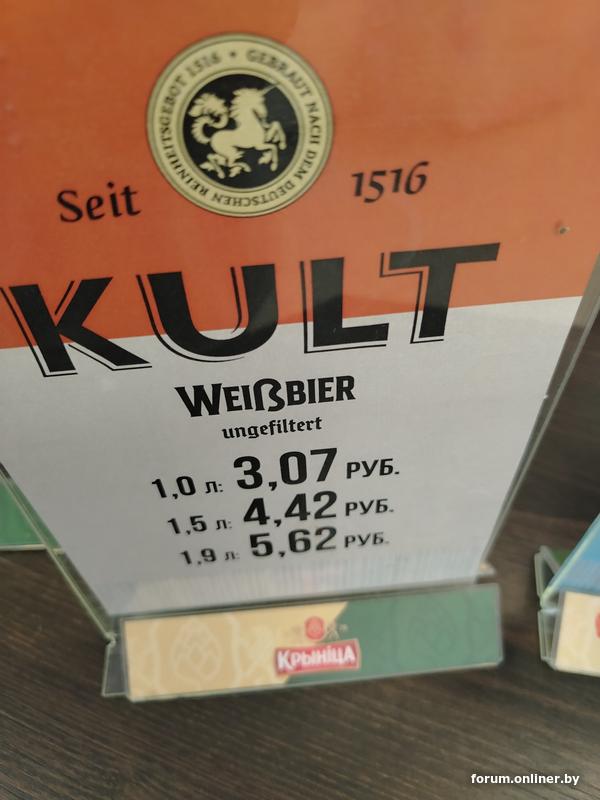 REINHEITSGEBOT 1516 • GEBRAUT NACH DEM DEUTSCHEN
Seit 1516
KULT
WEIẞBIER
ungefiltert
1,0 л: 3,07 РУБ.
1,5 л: 4,42 РУБ.
1,9 л: 5,62 РУБ.
КРЫНIЦА
forum.onliner.by